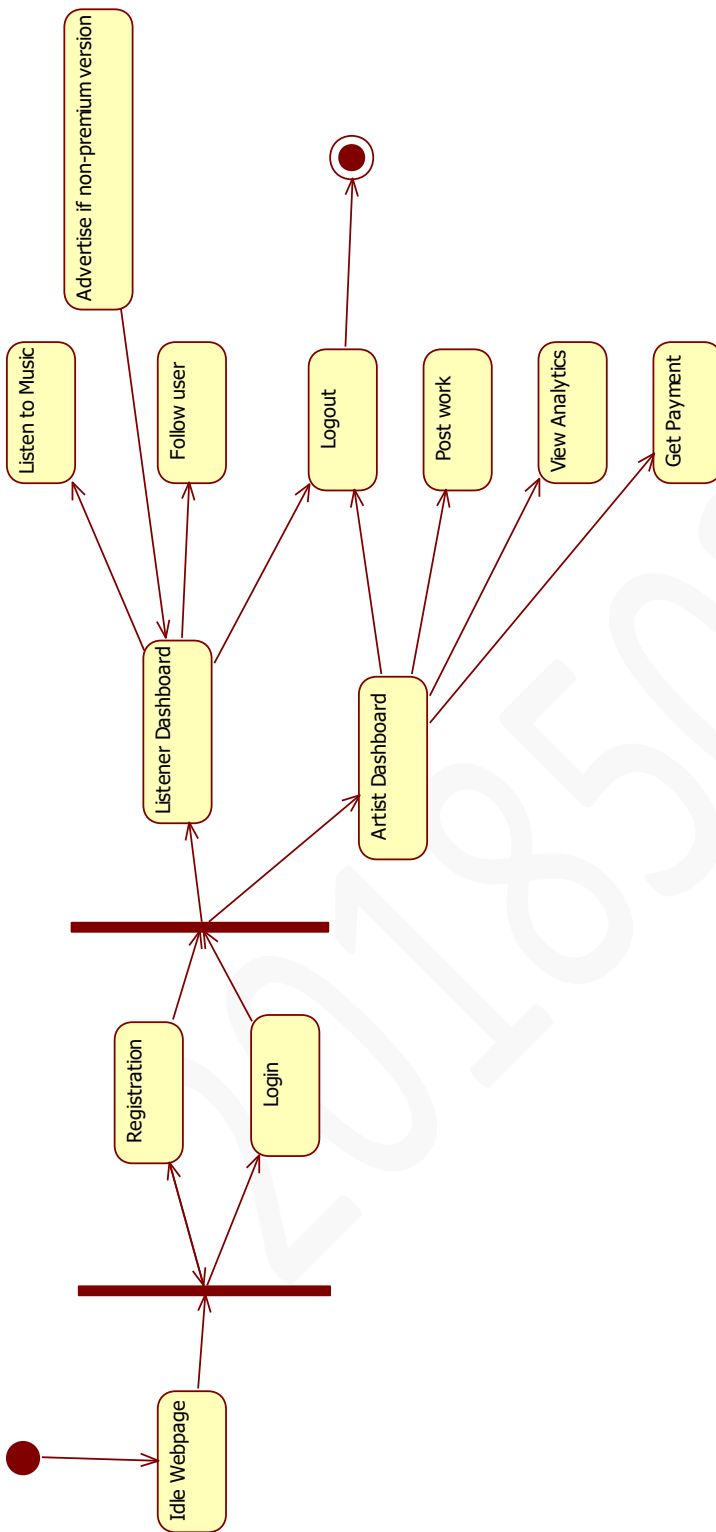 Idle Webpage
Registration
Login
Listener Dashboard
Artist Dashboard
Listen to Music
Advertise if non-premium version
Follow user
Logout
Post work
View Analytics
Get Payment